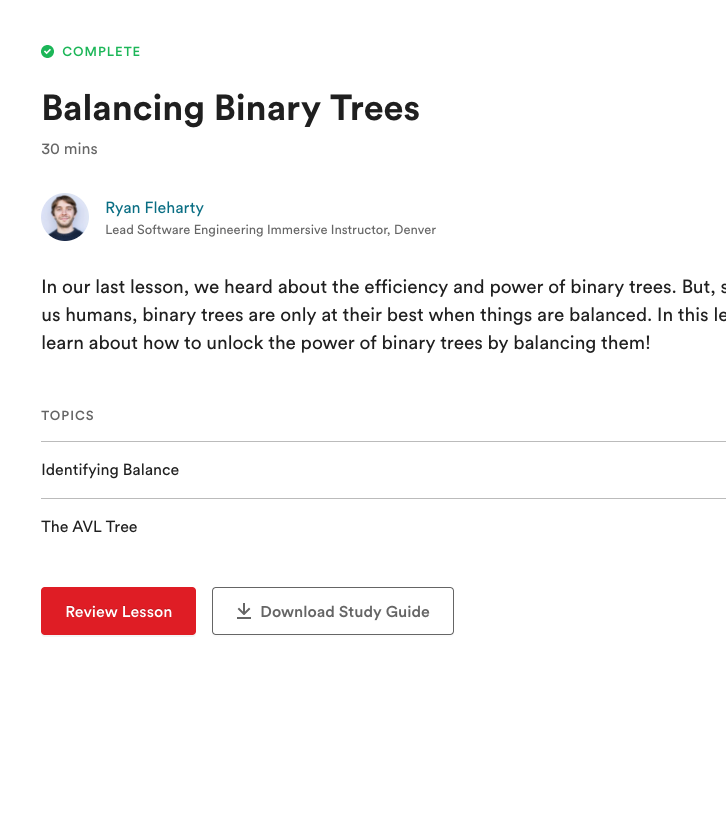 COMPLETE
Balancing Binary Trees
30 mins
Ryan Fleharty
Lead Software Engineering Immersive Instructor, Denver
In our last lesson, we heard about the efficiency and power of binary trees. But,
us humans, binary trees are only at their best when things are balanced. In this
learn about how to unlock the power of binary trees by balancing them!
TOPICS
Identifying Balance
The AVL Tree
Review Lesson
Download Study Guide